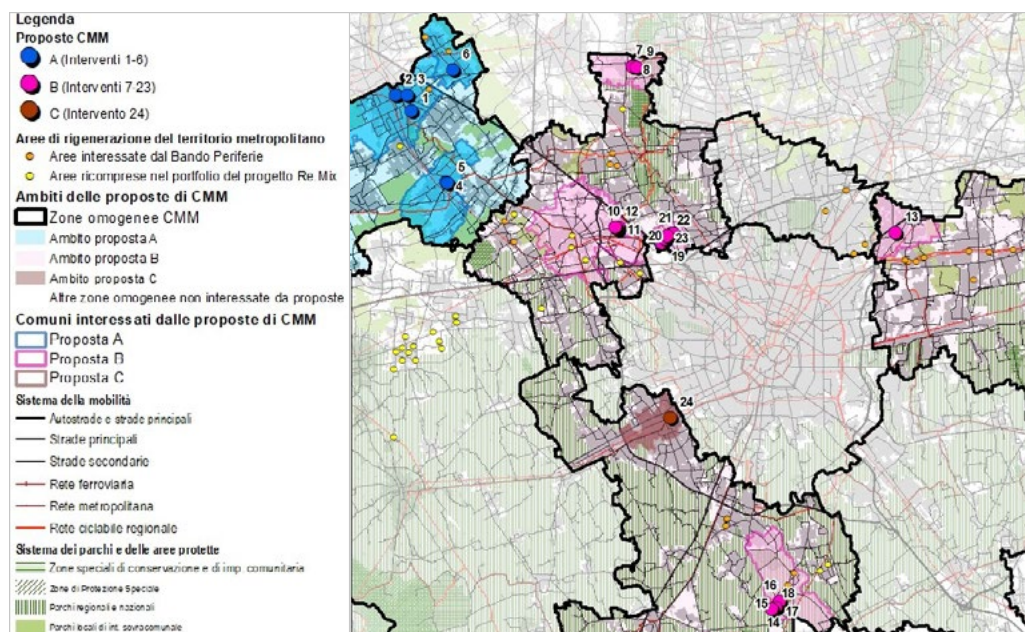 Legenda
Proposte CMM
A (Interventi 1-6)
B (Interventi 7-23)
C (Intervento 24)
Aree di rigenerazione del territorio metropolitano
Aree interessate dal Bando Periferie
Aree ricomprese nel portfolio del progetto Re Mix
Ambiti delle proposte di CMM
Zone omogenee CMM
Ambito proposta A
Ambito proposta B
Ambito proposta C
Altre zone omogenee non interessate da proposte
Comuni interessati dalle proposte di CMM
Proposta A
Proposta B
Proposta C
Sistema della mobilità
Autostrade e strade principali
Strade principali
Strade secondarie
Rete ferroviaria
Rete metropolitana
Rete ciclabile regionale
Sistema dei parchi e delle aree protette
Zone speciali di conservazione e di imp. comunitaria
Zone di Protezione Speciale
Parchi regionali e nazionali
Parchi locali di int. sovracomunale
6
2 3
1
5
4
7 9
8
10 12
11
21 22
20 23
19
13
24
16
18
15 17
14